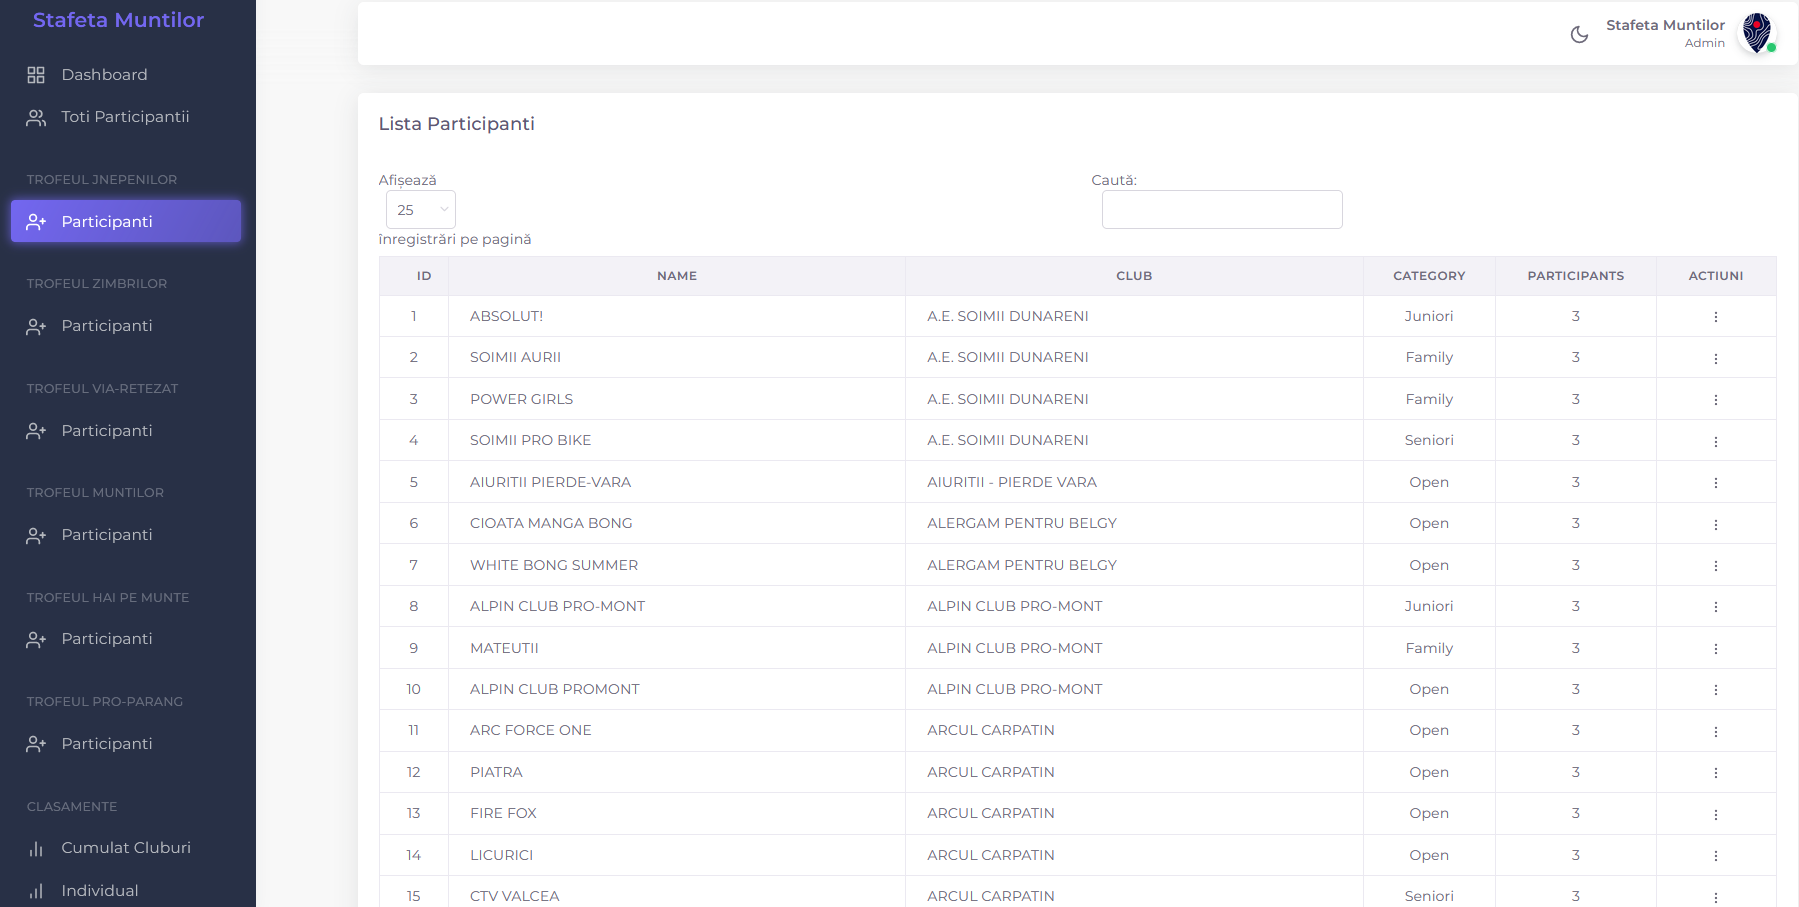 Stafeta Muntilor
Dashboard
Toti Participantii
TROFEUL JNEPENILOR
Participanti
TROFEUL ZIMBRILOR
Participanti
TROFEUL VIA-RETEZAT
Participanti
TROFEUL MUNTILOR
Participanti
TROFEUL HAI PE MUNTE
Participanti
TROFEUL PRO-PARANG
Participanti
CLASAMENTE
Cumulat Cluburi
Individual
Stafeta Muntilor
Admin
Lista Participanti
Afișează
25
înregistrări pe pagină
Caută:
ID NAME CLUB CATEGORY PARTICIPANTS ACTIUNI
1 ABSOLUT! A.E. SOIMII DUNARENI Juniori 3
2 SOIMII AURII A.E. SOIMII DUNARENI Family 3
3 POWER GIRLS A.E. SOIMII DUNARENI Family 3
4 SOIMII PRO BIKE A.E. SOIMII DUNARENI Seniori 3
5 AIURITII PIERDE-VARA AIURITII - PIERDE VARA Open 3
6 CIOATA MANGA BONG ALERGAM PENTRU BELGY Open 3
7 WHITE BONG SUMMER ALERGAM PENTRU BELGY Open 3
8 ALPIN CLUB PRO-MONT ALPIN CLUB PRO-MONT Juniori 3
9 MATEUTII ALPIN CLUB PRO-MONT Family 3
10 ALPIN CLUB PROMONT ALPIN CLUB PRO-MONT Open 3
11 ARC FORCE ONE ARCUL CARPATIN Open 3
12 PIATRA ARCUL CARPATIN Open 3
13 FIRE FOX ARCUL CARPATIN Open 3
14 LICURICI ARCUL CARPATIN Open 3
15 CTV VALCEA ARCUL CARPATIN Seniori 3